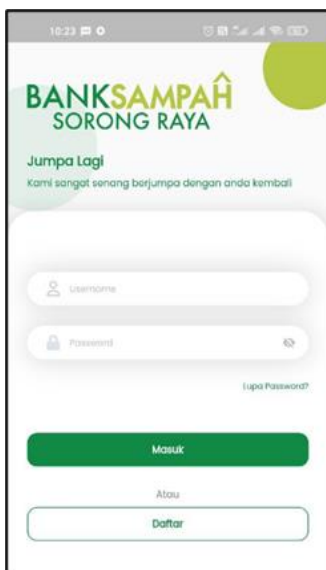 10:23
BANKSAMPAH
SORONG RAYA
Jumpa Lagi
Kami sangat senang berjumpa dengan anda kembali
Username
Password
Lupa Password?
Masuk
Atau
Daftar